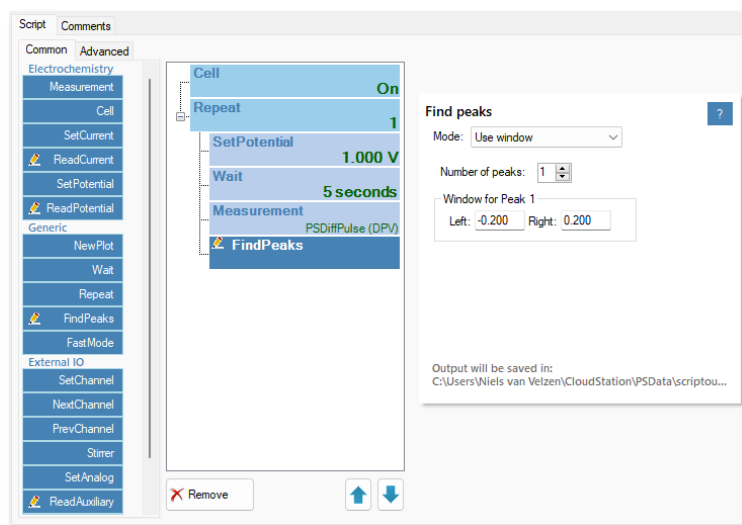 Script Comments
Common Advanced
Electrochemistry
Measurement
Cell
SetCurrent
ReadCurrent
SetPotential
ReadPotential
Generic
NewPlot
Wait
Repeat
FindPeaks
FastMode
External IO
SetChannel
NextChannel
PrevChannel
Stirrer
SetAnalog
ReadAuxiliary
Cell
On
Repeat
1
SetPotential
1.000 V
Wait
5 seconds
Measurement
PSDiffPulse (DPV)
FindPeaks
Remove
Find peaks
?
Mode: Use window
Number of peaks: 1
Window for Peak 1
Left: -0.200 Right: 0.200
Output will be saved in:
C:\Users\Niels van Velzen\CloudStation\PSData\scriptou...